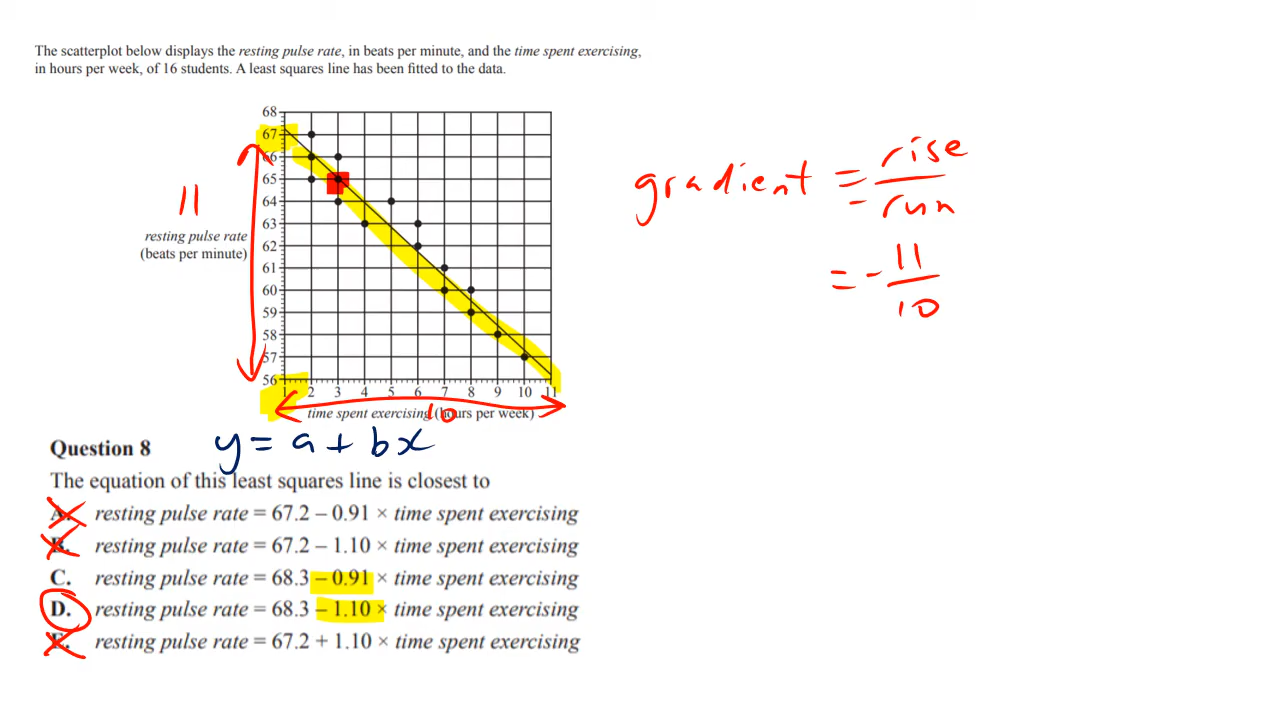 The scatterplot below displays the resting pulse rate, in beats per minute, and the time spent exercising,
in hours per week, of 16 students. A least squares line has been fitted to the data.
68
67
66
65
64
63
62
61
60
59
58
57
56
11
resting pulse rate
(beats per minute)
1 2 3 4 5 6 7 8 9 10 11
10
time spent exercising (hours per week)
gradient = rise
run
= - 11
10
Question 8
y = a + bx
The equation of this least squares line is closest to
A. resting pulse rate = 67.2 – 0.91 × time spent exercising
B. resting pulse rate = 67.2 – 1.10 × time spent exercising
C. resting pulse rate = 68.3 – 0.91 × time spent exercising
D. resting pulse rate = 68.3 – 1.10 × time spent exercising
E. resting pulse rate = 67.2 + 1.10 × time spent exercising